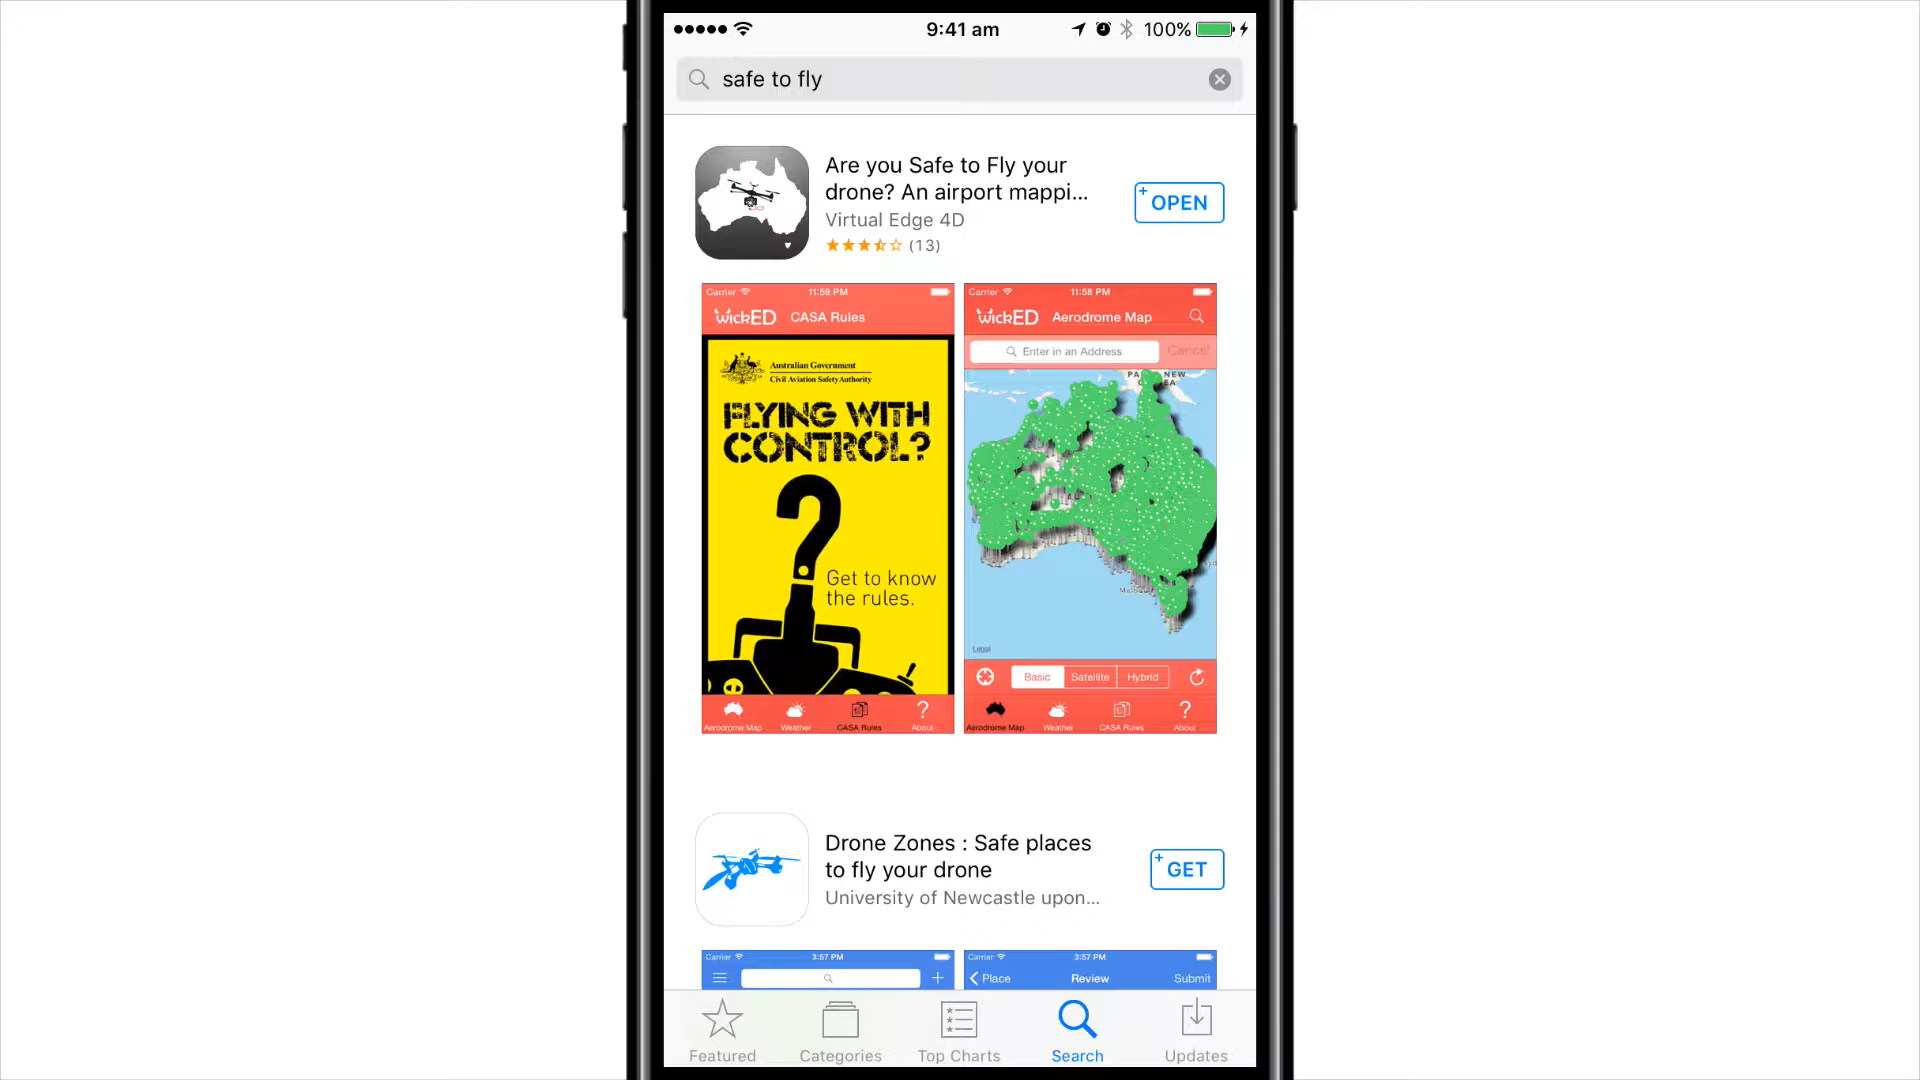 9:41 am
100%
safe to fly
Are you Safe to Fly your
drone? An airport mappi...
OPEN
Virtual Edge 4D
(13)
Carrier
11:59 PM
wickED
CASA Rules
Australian Government
Civil Aviation Safety Authority
FLYING WITH
CONTROL?
Get to know
the rules.
Aerodrome Map
Weather
CASA Rules
About
Carrier
11:58 PM
wickED
Aerodrome Map
Enter in an Address
Cancel
Legal
Basic
Satellite
Hybrid
Aerodrome Map
Weather
CASA Rules
About
Drone Zones : Safe places
to fly your drone
GET
University of Newcastle upon...
Carrier
3:57 PM
Carrier
3:57 PM
Place
Review
Submit
Featured
Categories
Top Charts
Search
Updates